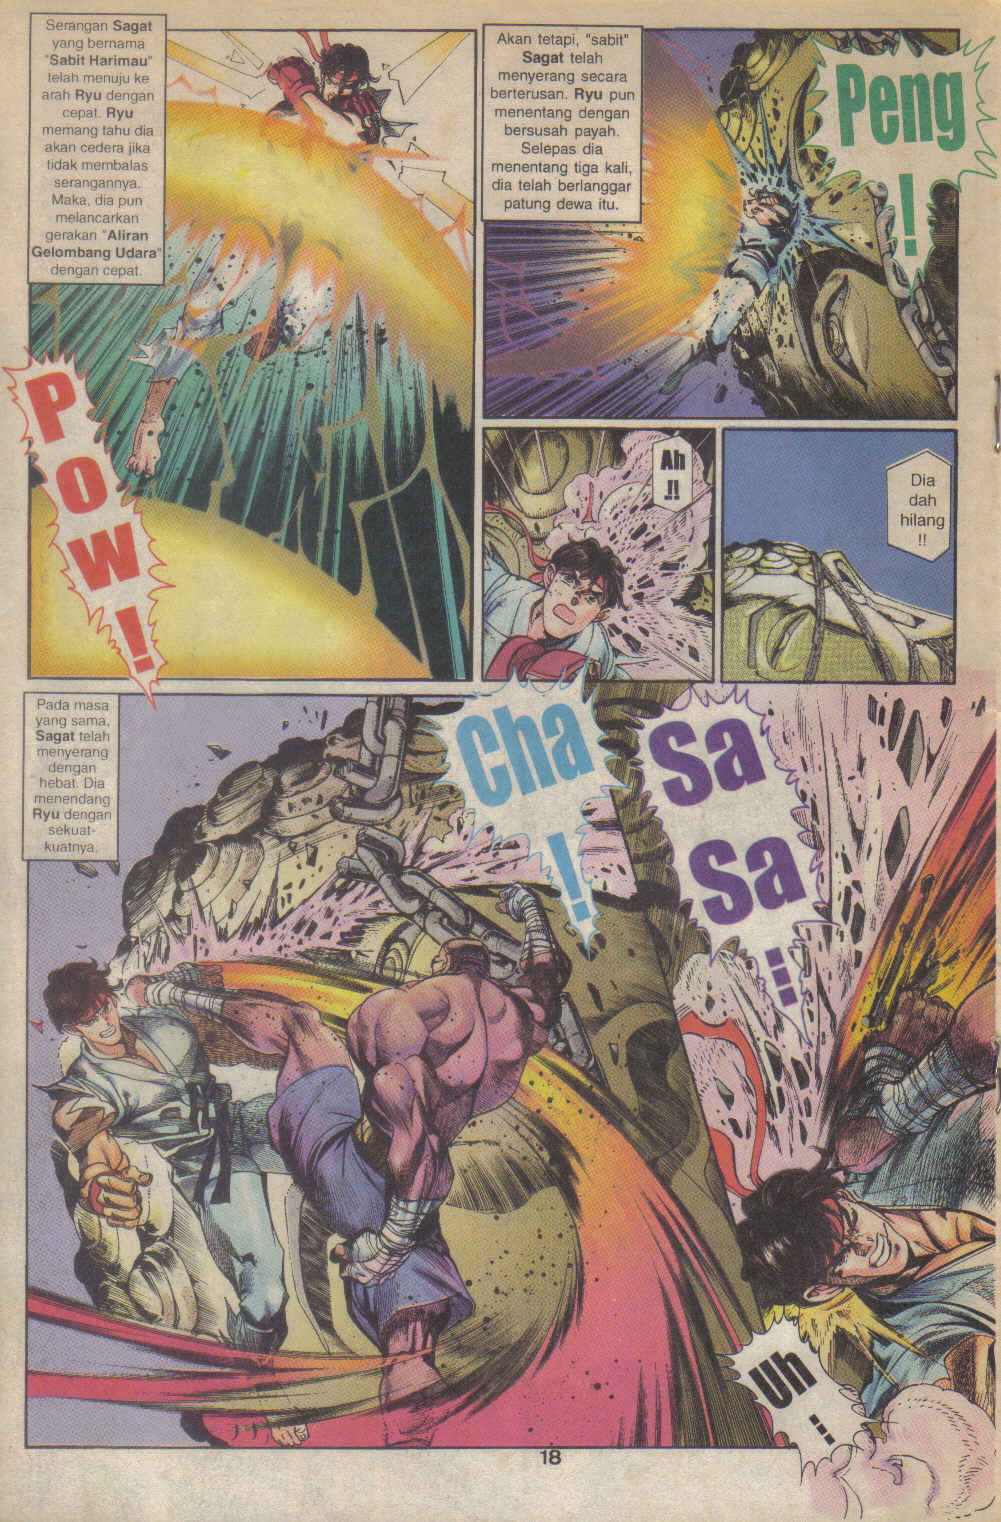 Serangan Sagat
yang bernama
"Sabit Harimau"
telah menuju ke
arah Ryu dengan
cepat. Ryu
memang tahu dia
akan cedera jika
tidak membalas
serangannya.
Maka, dia pun
melancarkan
gerakan "Aliran
Gelombang Udara"
dengan cepat.
POW!
Akan tetapi, "sabit"
Sagat telah
menyerang secara
berterusan. Ryu pun
menentang dengan
bersusah payah.
Selepas dia
menentang tiga kali,
dia telah berlanggar
patung dewa itu.
Peng
!
Ah
..!!
Dia
dah
hilang
!!
Pada masa
yang sama,
Sagat telah
menyerang
dengan
hebat. Dia
menendang
Ryu dengan
sekuat-
kuatnya.
Cha
!
Sa
Sa
!!
Uh
..
18